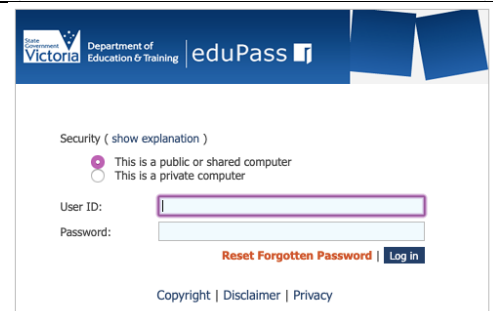 State
Government
Victoria
Department of
Education & Training
eduPass
Security ( show explanation )
This is a public or shared computer
This is a private computer
User ID:
Password:
Reset Forgotten Password | Log in
Copyright | Disclaimer | Privacy